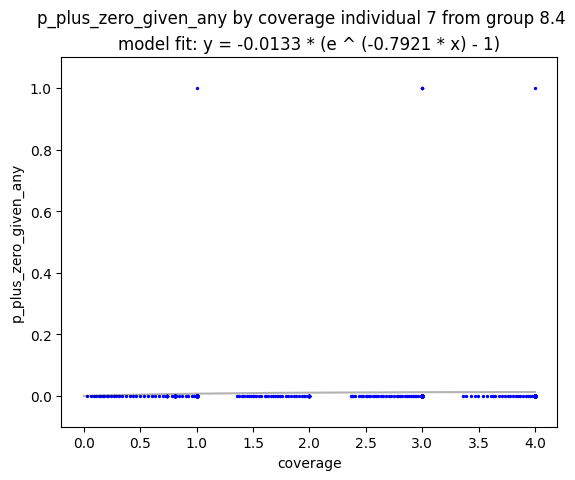 p_plus_zero_given_any by coverage individual 7 from group 8.4
model fit: y = -0.0133 * (e ^ (-0.7921 * x) - 1)
p_plus_zero_given_any
1.0
0.8
0.6
0.4
0.2
0.0
0.0 0.5 1.0 1.5 2.0 2.5 3.0 3.5 4.0
coverage